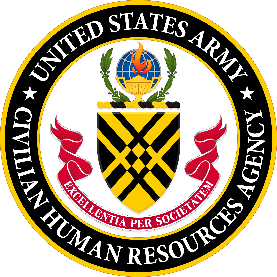 UNITED STATES ARMY
EXCELLENTIA PER SOCIETATEM
CIVILIAN HUMAN RESOURCES AGENCY